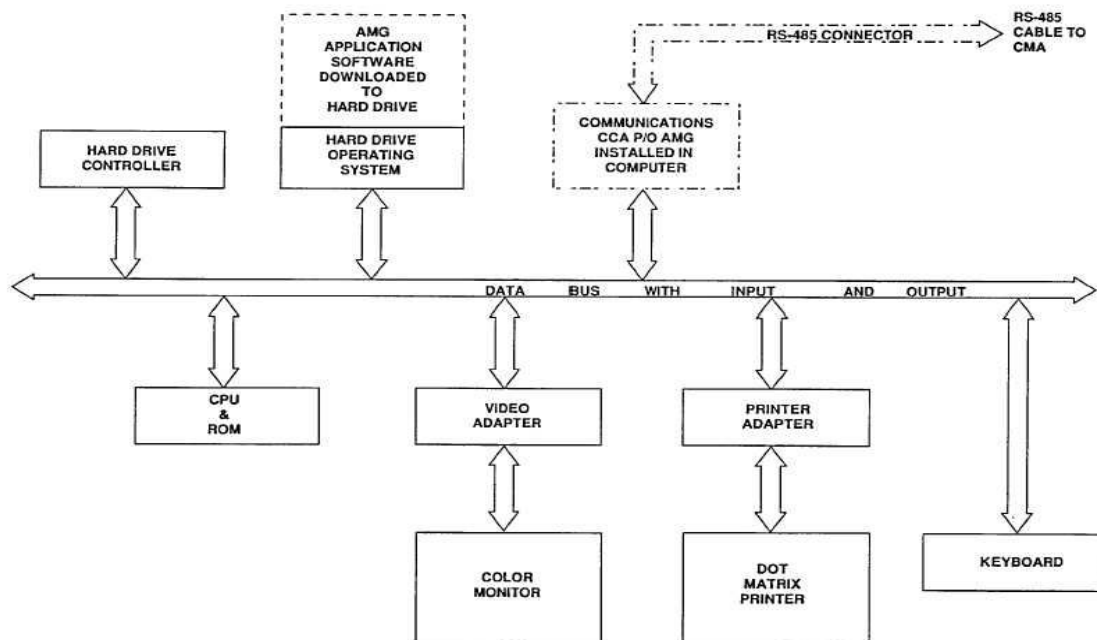 AMG
APPLICATION
SOFTWARE
DOWNLOADED
TO
HARD DRIVE
RS-485 CONNECTOR
RS-485
CABLE TO
CMA
HARD DRIVE
CONTROLLER
HARD DRIVE
OPERATING
SYSTEM
COMMUNICATIONS
CCA P/O AMG
INSTALLED IN
COMPUTER
DATA BUS WITH INPUT AND OUTPUT
CPU
&
ROM
VIDEO
ADAPTER
PRINTER
ADAPTER
COLOR
MONITOR
DOT
MATRIX
PRINTER
KEYBOARD